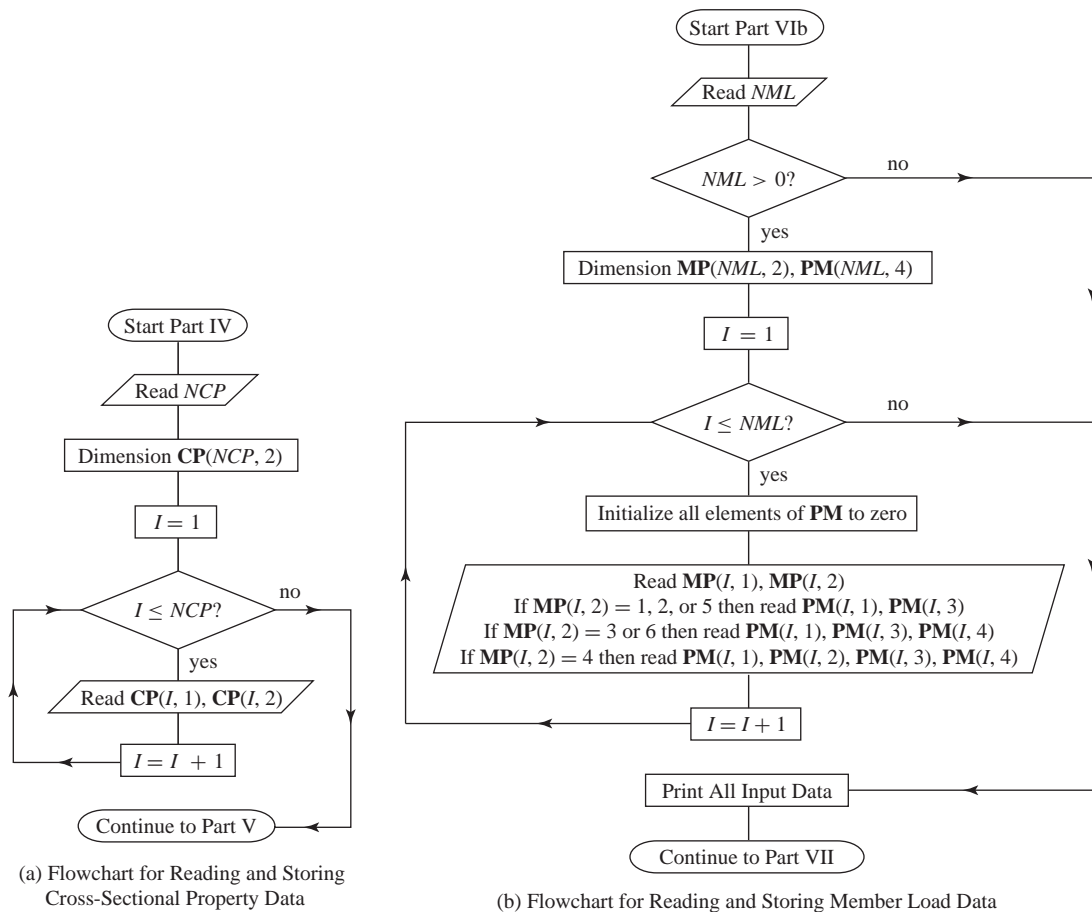 Start Part IV
Read NCP
Dimension CP(NCP, 2)
I = 1
I ≤ NCP?
no
yes
Read CP(I, 1), CP(I, 2)
I = I + 1
Continue to Part V
(a) Flowchart for Reading and Storing
Cross-Sectional Property Data
Start Part VIb
Read NML
NML > 0?
no
yes
Dimension MP(NML, 2), PM(NML, 4)
I = 1
I ≤ NML?
no
yes
Initialize all elements of PM to zero
Read MP(I, 1), MP(I, 2)
If MP(I, 2) = 1, 2, or 5 then read PM(I, 1), PM(I, 3)
If MP(I, 2) = 3 or 6 then read PM(I, 1), PM(I, 3), PM(I, 4)
If MP(I, 2) = 4 then read PM(I, 1), PM(I, 2), PM(I, 3), PM(I, 4)
I = I + 1
Print All Input Data
Continue to Part VII
(b) Flowchart for Reading and Storing Member Load Data